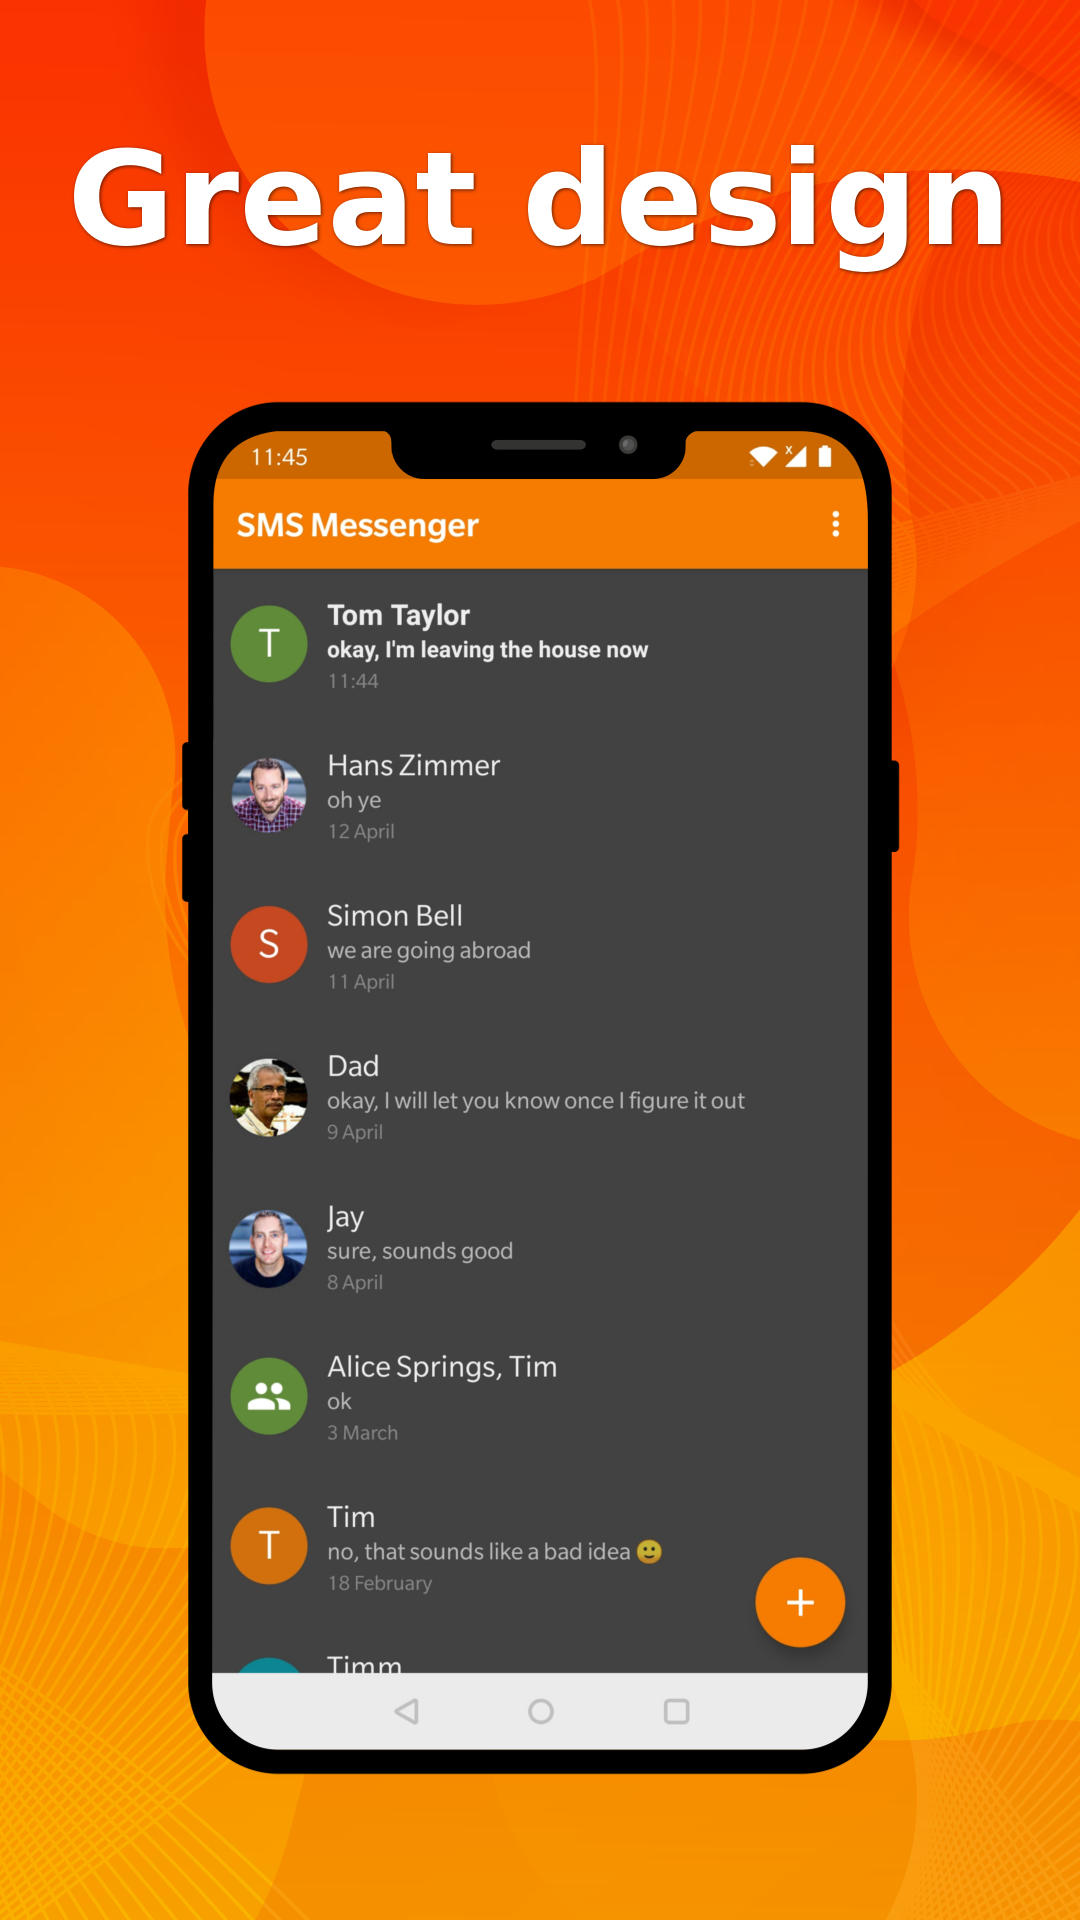 Great design
11:45
SMS Messenger
T
Tom Taylor
okay, I'm leaving the house now
11:44
Hans Zimmer
oh ye
12 April
S
Simon Bell
we are going abroad
11 April
Dad
okay, I will let you know once I figure it out
9 April
Jay
sure, sounds good
8 April
Alice Springs, Tim
ok
3 March
T
Tim
no, that sounds like a bad idea 🙂
18 February
Timm